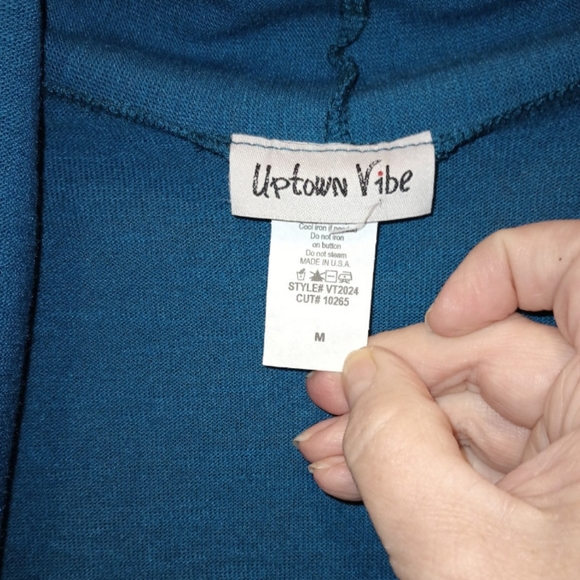 Uptown Vibe
Cool iron if needed
Do not iron
on button
Do not steam
MADE IN U.S.A.
STYLE# VT2024
CUT# 10265
M